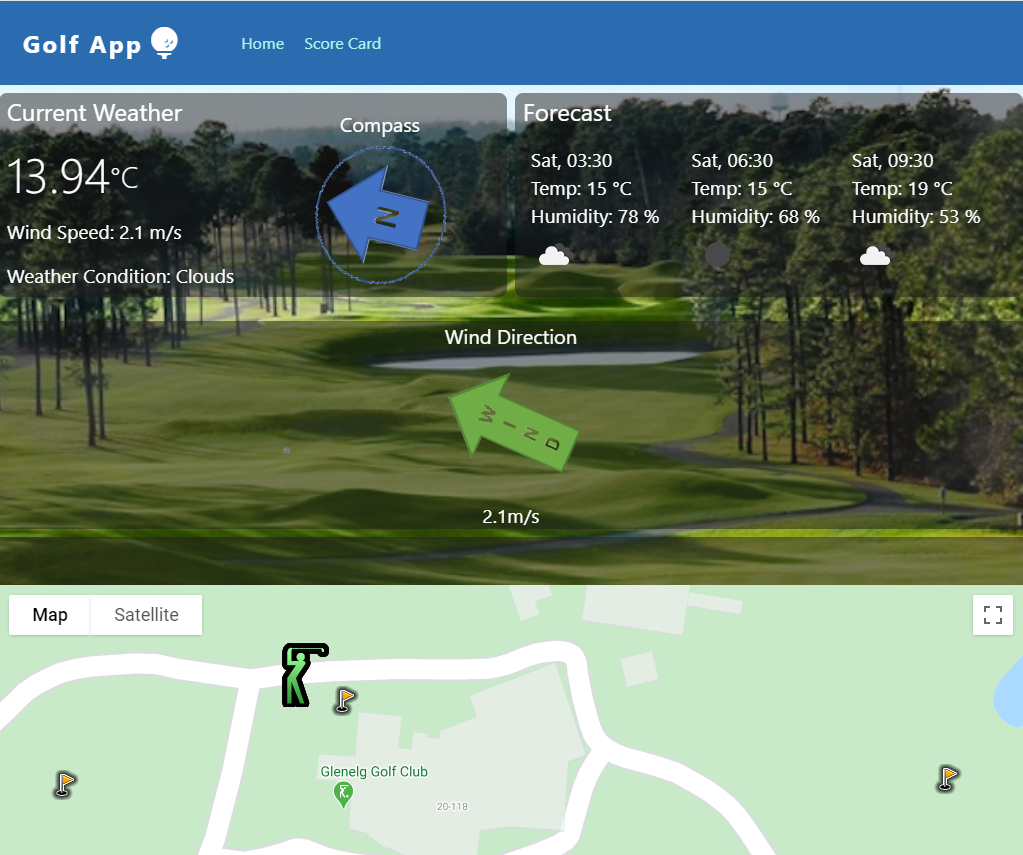 Golf App
Home
Score Card
Current Weather
13.94°C
Wind Speed: 2.1 m/s
Weather Condition: Clouds
Compass
N
Forecast
Sat, 03:30
Temp: 15 °C
Humidity: 78 %
Sat, 06:30
Temp: 15 °C
Humidity: 68 %
Sat, 09:30
Temp: 19 °C
Humidity: 53 %
Wind Direction
WIND
2.1m/s
Map
Satellite
Glenelg Golf Club
20-118